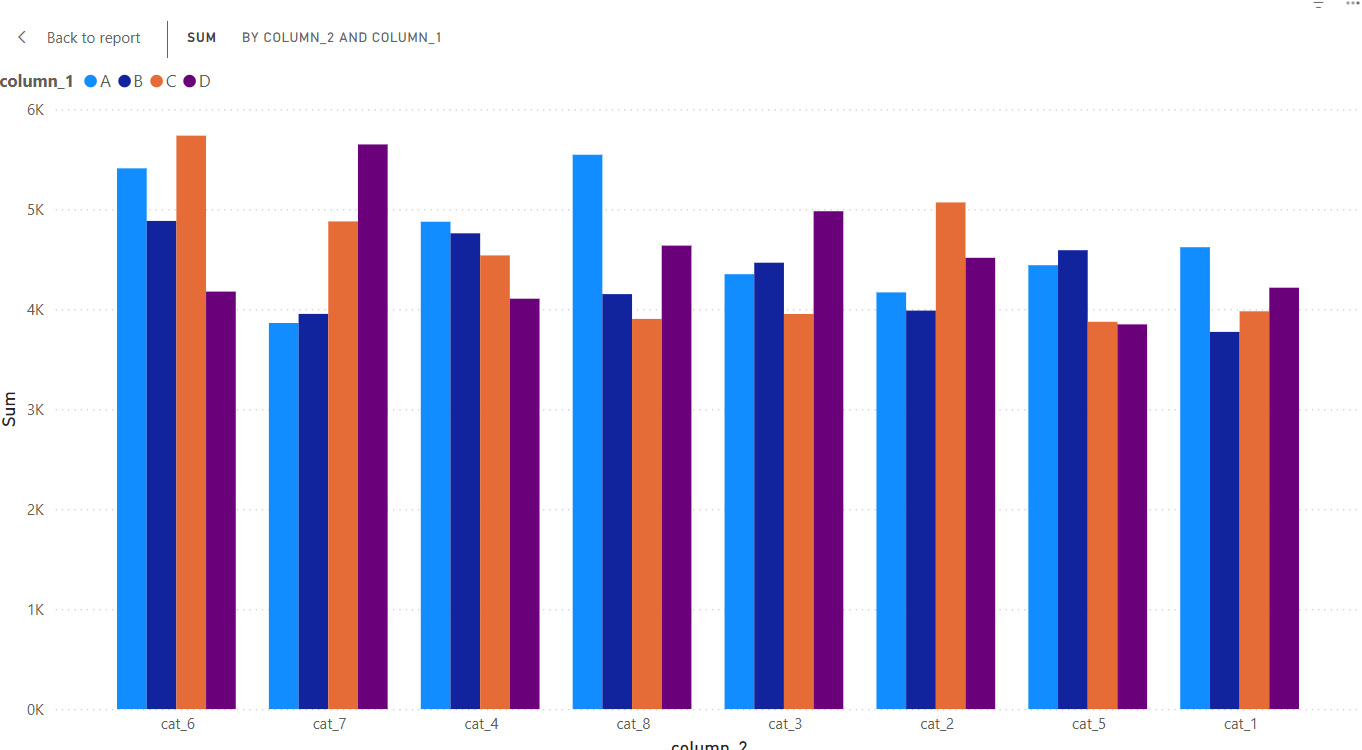 Back to report SUM BY COLUMN_2 AND COLUMN_1
column_1 A B C D
6K
5K
4K
3K
2K
1K
0K
Sum
cat_6 cat_7 cat_4 cat_8 cat_3 cat_2 cat_5 cat_1
column_2